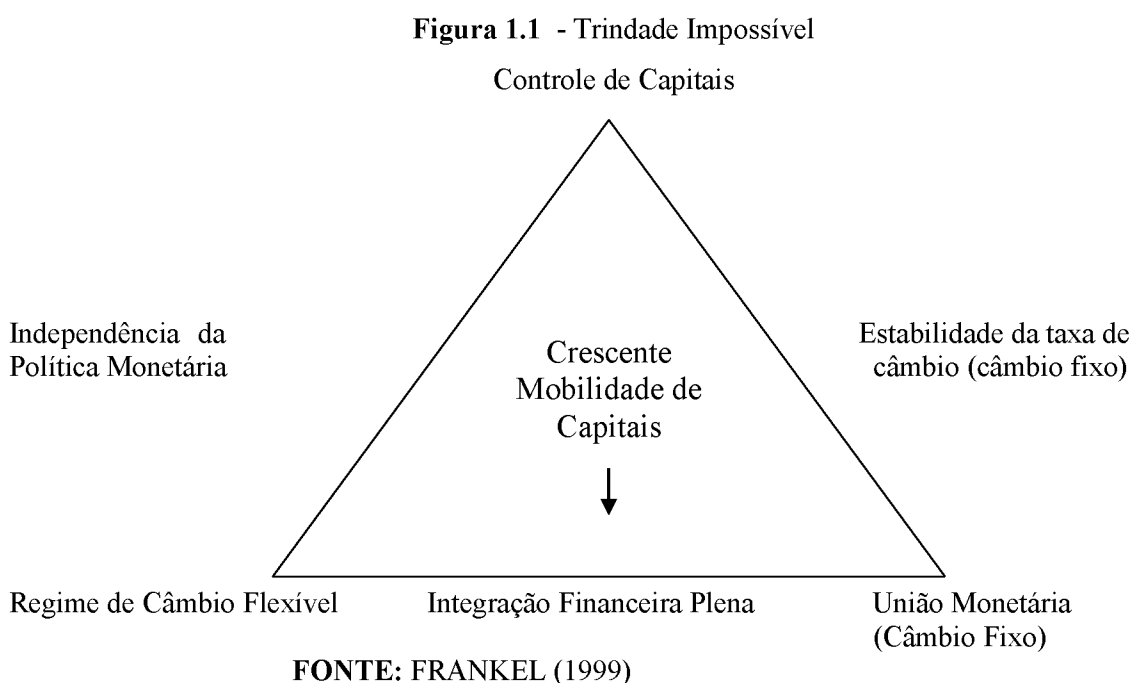 Figura 1.1 - Trindade Impossível
Controle de Capitais
Independência da
Política Monetária
Crescente
Mobilidade de
Capitais
Estabilidade da taxa de
câmbio (câmbio fixo)
Regime de Câmbio Flexível
Integração Financeira Plena
União Monetária
(Câmbio Fixo)
FONTE: FRANKEL (1999)